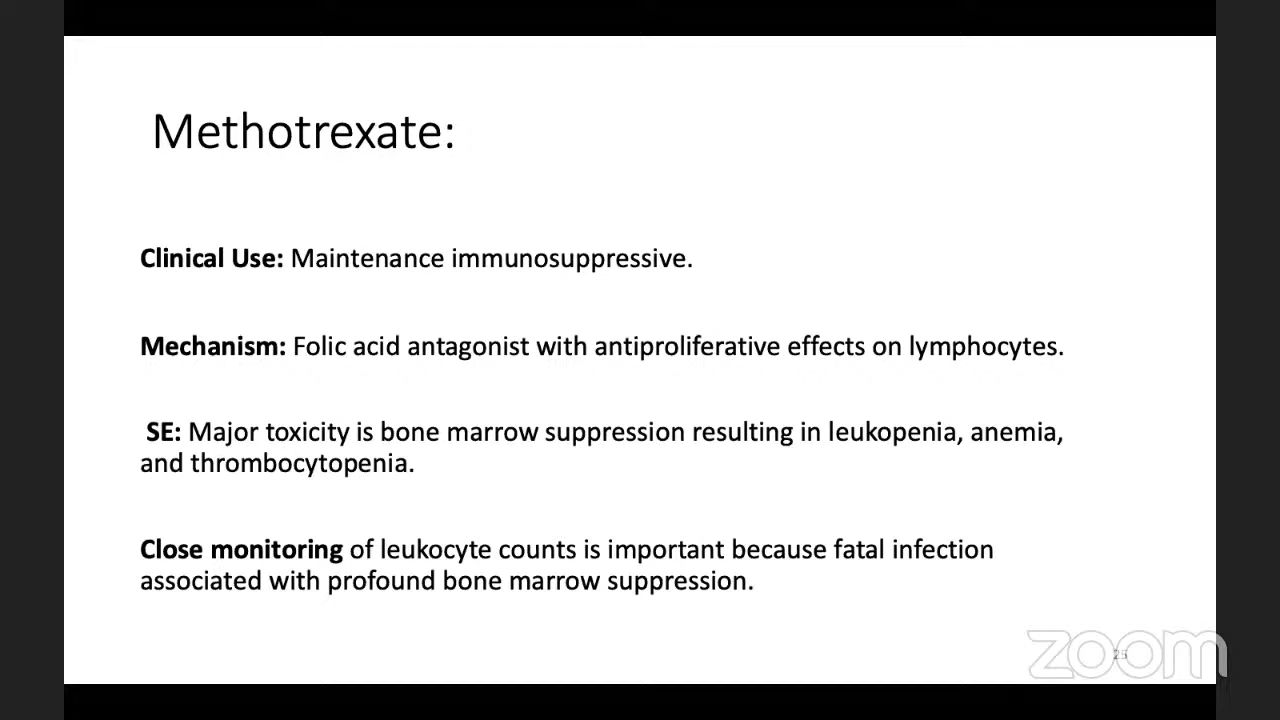 Methotrexate:
Clinical Use: Maintenance immunosuppressive.
Mechanism: Folic acid antagonist with antiproliferative effects on lymphocytes.
SE: Major toxicity is bone marrow suppression resulting in leukopenia, anemia,
and thrombocytopenia.
Close monitoring of leukocyte counts is important because fatal infection
associated with profound bone marrow suppression.
25
zoom